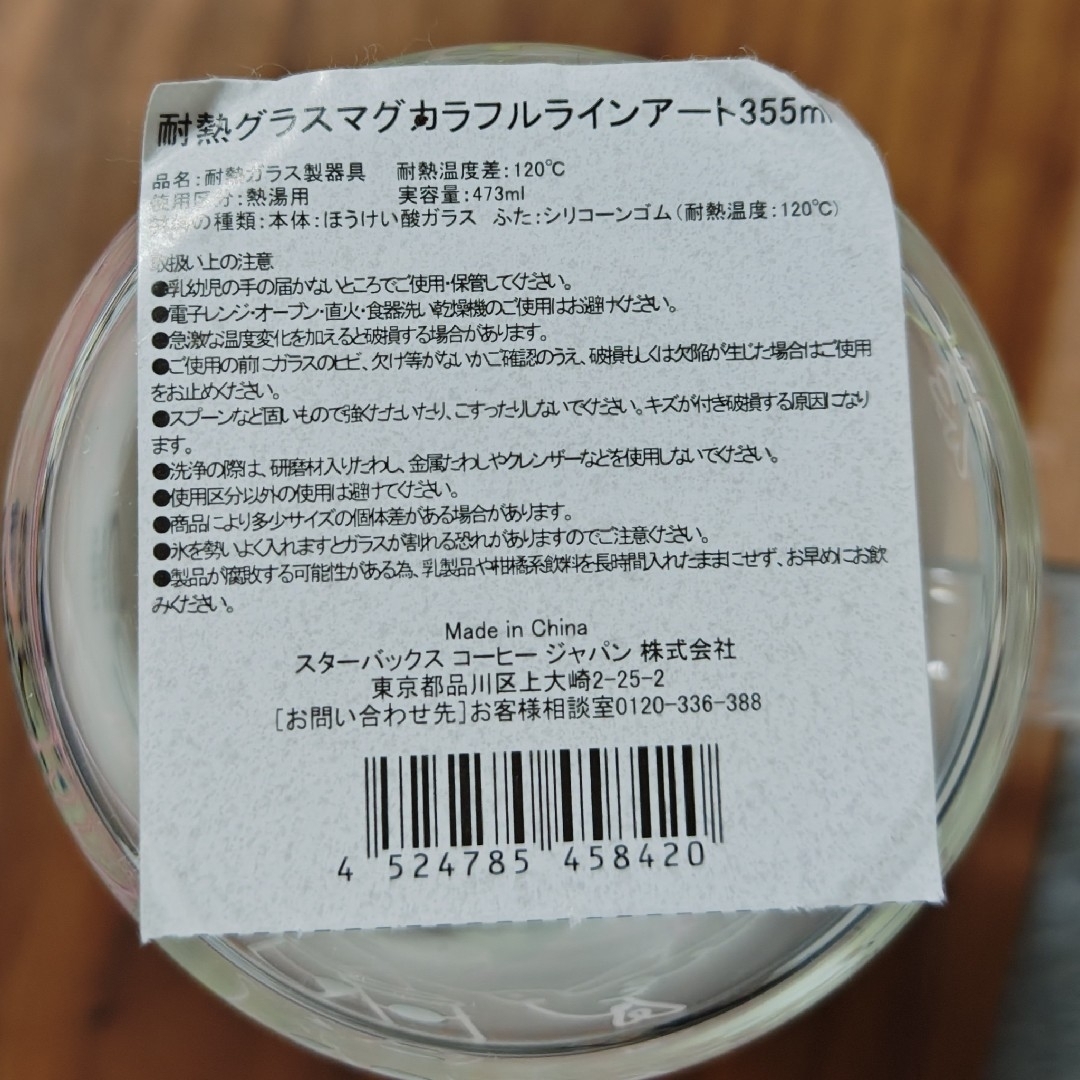 耐熱グラスマグカラフルラインアート355ml
品名:耐熱ガラス製器具 耐熱温度差:120℃
使用区分:熱湯用 実容量:473ml
の種類:本体:ほうけい酸ガラス ふた:シリコーンゴム(耐熱温度:120℃)
取扱い上の注意
●乳幼児の手の届かないところでご使用・保管してください。
●電子レンジ・オーブン・直火・食器洗い乾燥機のご使用はお避けください。
●急激な温度変化を加えると破損する場合があります。
●ご使用の前にガラスのヒビ、欠け等がないかご確認のうえ、破損もしくは欠陥が生じた場合はご使用
をお止めください。
●スプーンなど固いもので強くたたいたり、こすったりしないでください。キズが付き破損する原因になり
ます。
●洗浄の際は、研磨材入りたわし、金属たわしやクレンザーなどを使用しないでください。
●使用区分以外の使用は避けてください。
●商品により多少サイズの個体差がある場合があります。
●氷を勢いよく入れますとガラスが割れる恐れがありますのでご注意ください。
●製品が腐敗する可能性がある為、乳製品や柑橘系飲料を長時間入れたままにせず、お早めにお飲
みください。
Made in China
スターバックス コーヒー ジャパン 株式会社
東京都品川区上大崎2-25-2
[お問い合わせ先]お客様相談室0120-336-388
4 524785 458420